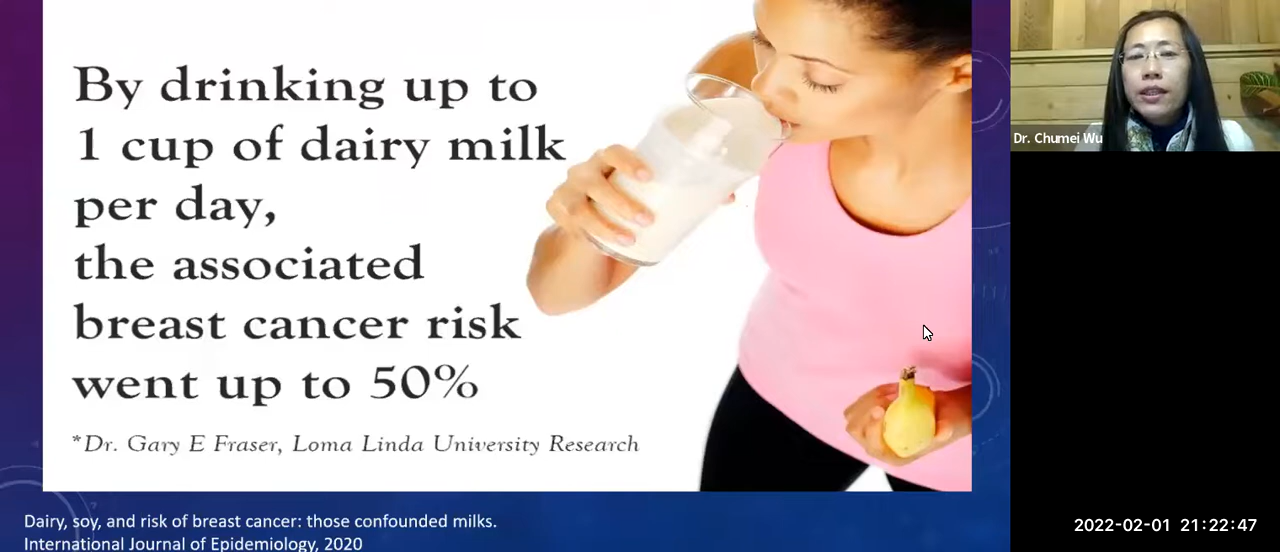 By drinking up to
1 cup of dairy milk
per day,
the associated
breast cancer risk
went up to 50%
*Dr. Gary E Fraser, Loma Linda University Research
Dairy, soy, and risk of breast cancer: those confounded milks.
International Journal of Epidemiology, 2020
Dr. Chumei Wu
2022-02-01 21:22:47